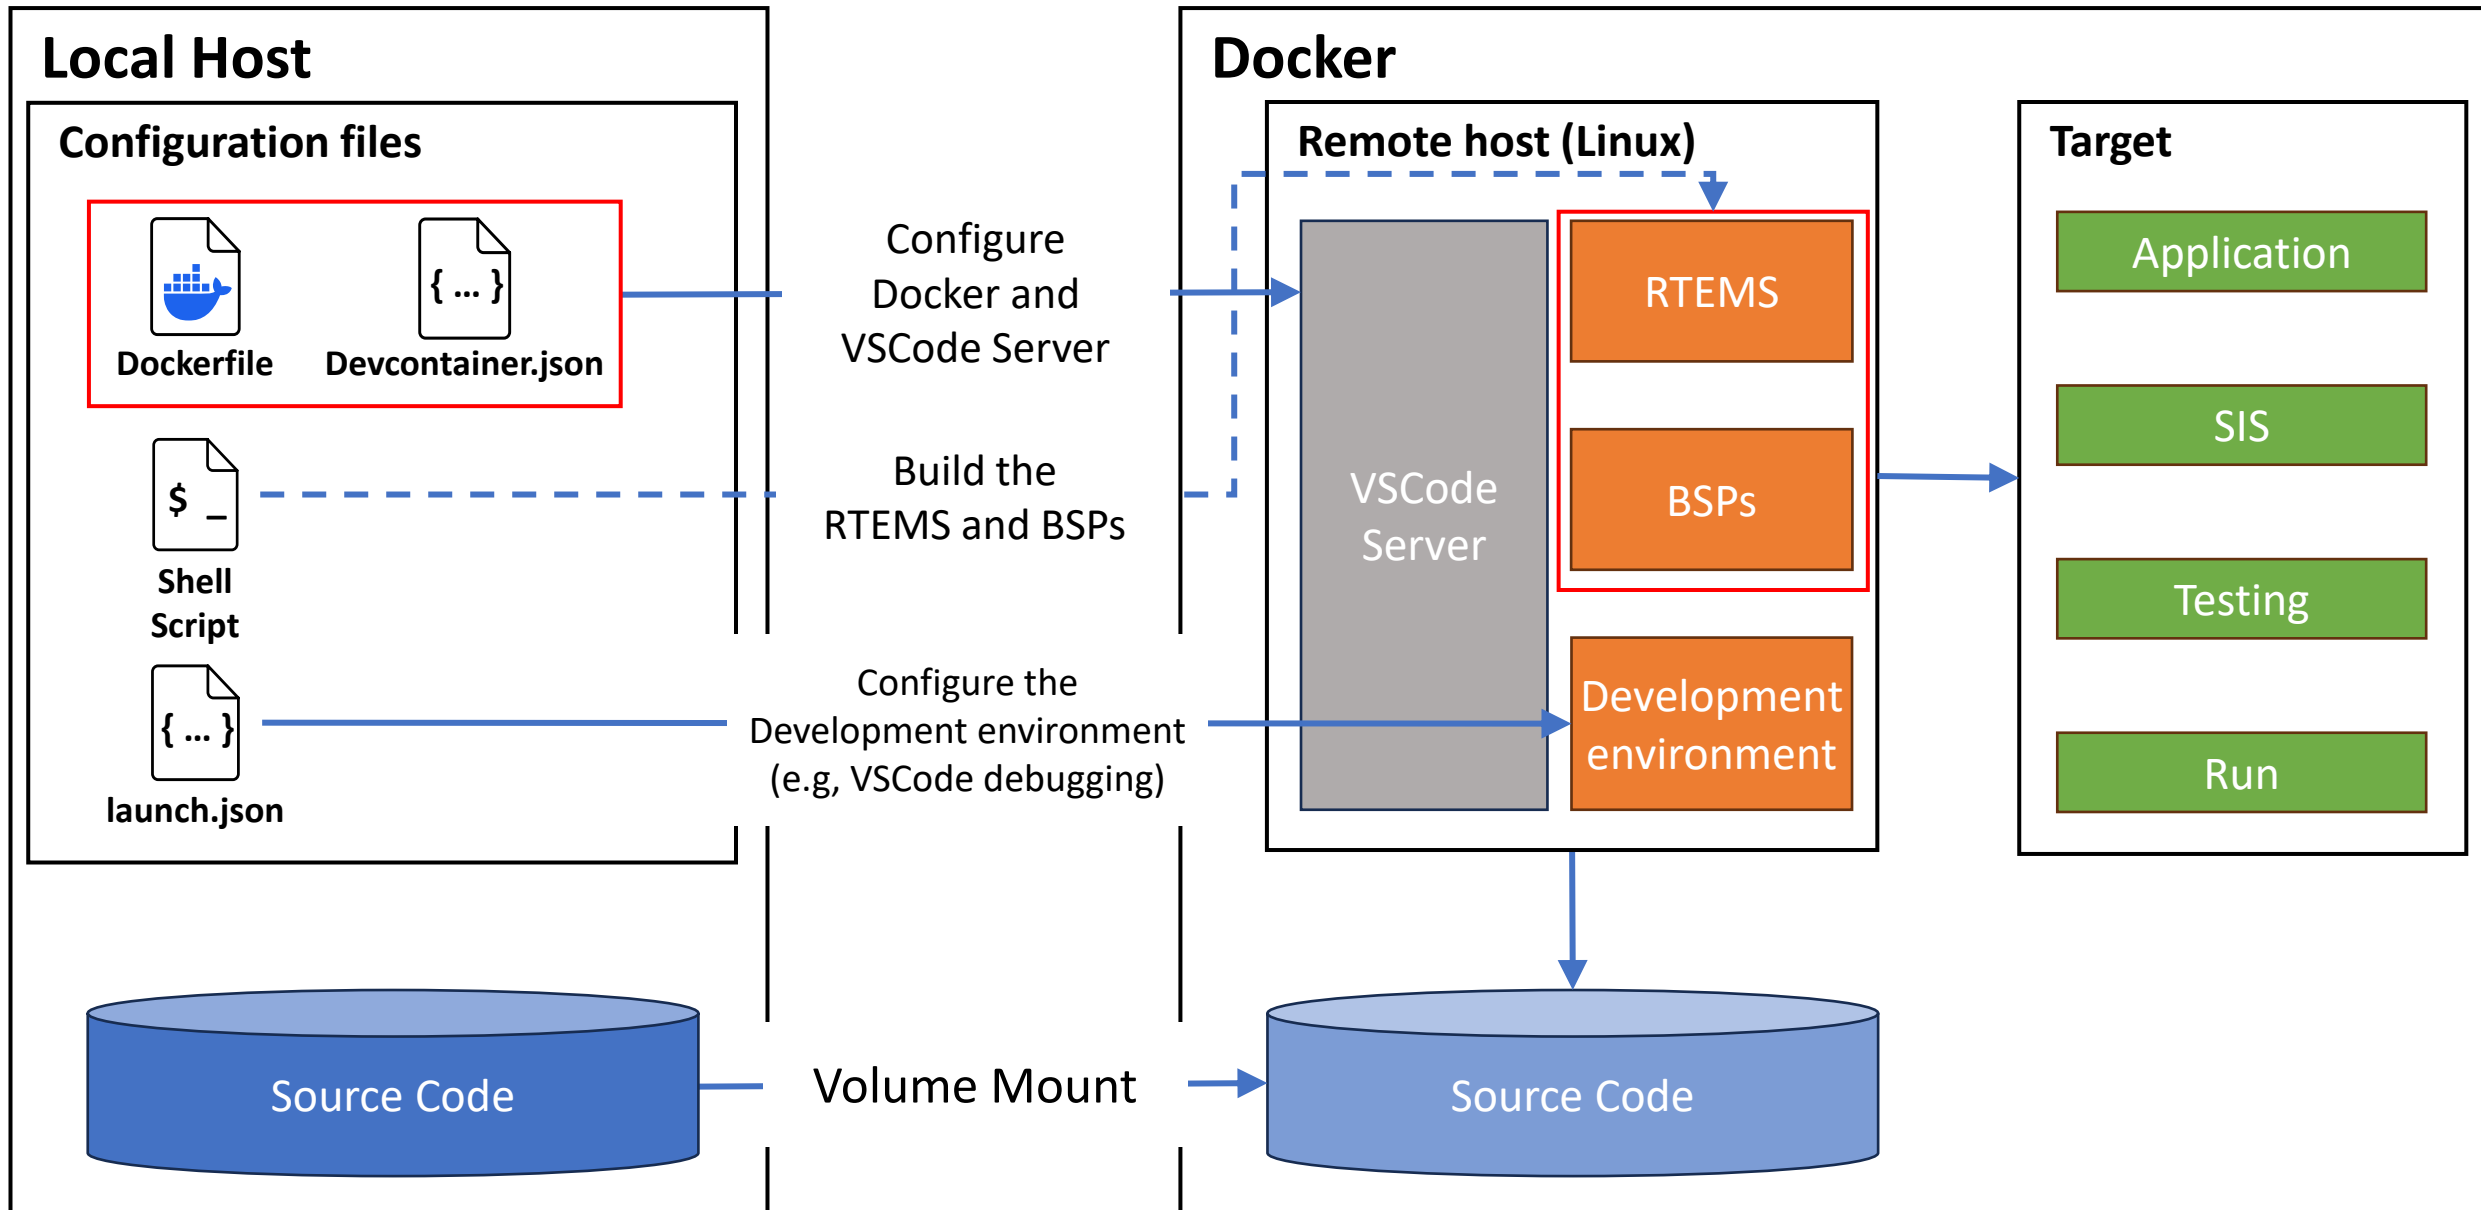 Local Host
Configuration files
Dockerfile
{ ... }
Devcontainer.json
$ _
Shell
Script
{ ... }
launch.json
Source Code
Configure
Docker and
VSCode Server
Build the
RTEMS and BSPs
Configure the
Development environment
(e.g, VSCode debugging)
Volume Mount
Docker
Remote host (Linux)
VSCode
Server
RTEMS
BSPs
Development
environment
Source Code
Target
Application
SIS
Testing
Run